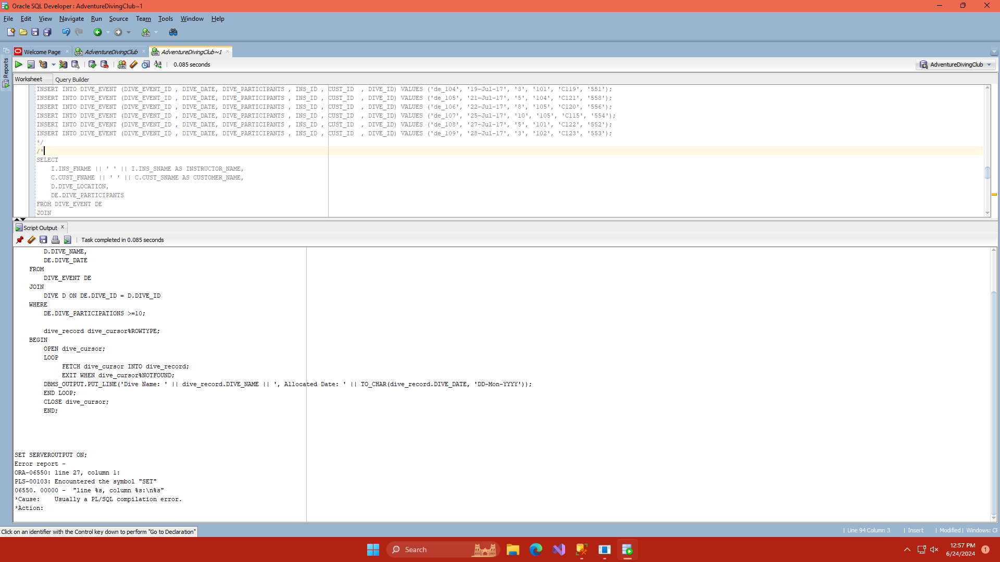 Oracle SQL Developer : AdventureDivingClub~1
File Edit View Navigate Run Source Team Tools Window Help
Reports
Welcome Page AdventureDivingClub AdventureDivingClub~1
0.085 seconds AdventureDivingClub
Worksheet Query Builder
INSERT INTO DIVE_EVENT (DIVE_EVENT_ID , DIVE_DATE, DIVE_PARTICIPANTS , INS_ID , CUST_ID  , DIVE_ID) VALUES ('de_104', '19-Jul-17', '3', '101', 'C119', '551');
INSERT INTO DIVE_EVENT (DIVE_EVENT_ID , DIVE_DATE, DIVE_PARTICIPANTS , INS_ID , CUST_ID  , DIVE_ID) VALUES ('de_105', '21-Jul-17', '5', '104', 'C121', '558');
INSERT INTO DIVE_EVENT (DIVE_EVENT_ID , DIVE_DATE, DIVE_PARTICIPANTS , INS_ID , CUST_ID  , DIVE_ID) VALUES ('de_106', '22-Jul-17', '8', '105', 'C120', '556');
INSERT INTO DIVE_EVENT (DIVE_EVENT_ID , DIVE_DATE, DIVE_PARTICIPANTS , INS_ID , CUST_ID  , DIVE_ID) VALUES ('de_107', '25-Jul-17', '10', '105', 'C115', '554');
INSERT INTO DIVE_EVENT (DIVE_EVENT_ID , DIVE_DATE, DIVE_PARTICIPANTS , INS_ID , CUST_ID  , DIVE_ID) VALUES ('de_108', '27-Jul-17', '5', '101', 'C122', '552');
INSERT INTO DIVE_EVENT (DIVE_EVENT_ID , DIVE_DATE, DIVE_PARTICIPANTS , INS_ID , CUST_ID  , DIVE_ID) VALUES ('de_109', '28-Jul-17', '3', '102', 'C123', '553');
*/
/*
SELECT
I.INS_FNAME || ' ' || I.INS_SNAME AS INSTRUCTOR_NAME,
C.CUST_FNAME || ' ' || C.CUST_SNAME AS CUSTOMER_NAME,
D.DIVE_LOCATION,
DE.DIVE_PARTICIPANTS
FROM DIVE_EVENT DE
JOIN
Script Output
Task completed in 0.085 seconds
D.DIVE_NAME,
DE.DIVE_DATE
FROM
DIVE_EVENT DE
JOIN
DIVE D ON DE.DIVE_ID = D.DIVE_ID
WHERE
DE.DIVE_PARTICIPATIONS >=10;
dive_record dive_cursor%ROWTYPE;
BEGIN
OPEN dive_cursor;
LOOP
FETCH dive_cursor INTO dive_record;
EXIT WHEN dive_cursor%NOTFOUND;
DBMS_OUTPUT.PUT_LINE('Dive Name: ' || dive_record.DIVE_NAME || ', Allocated Date: ' || TO_CHAR(dive_record.DIVE_DATE, 'DD-Mon-YYYY'));
END LOOP;
CLOSE dive_cursor;
END;
SET SERVEROUTPUT ON;
Error report -
ORA-06550: line 27, column 1:
PLS-00103: Encountered the symbol "SET"
06550. 00000 -  "line %s, column %s:\n%s"
*Cause:    Usually a PL/SQL compilation error.
*Action:
Click on an identifier with the Control key down to perform "Go to Declaration"
| Line 94 Column 3 | Insert | Modified | Windows: CF
Search
12:57 PM
6/24/2024
1